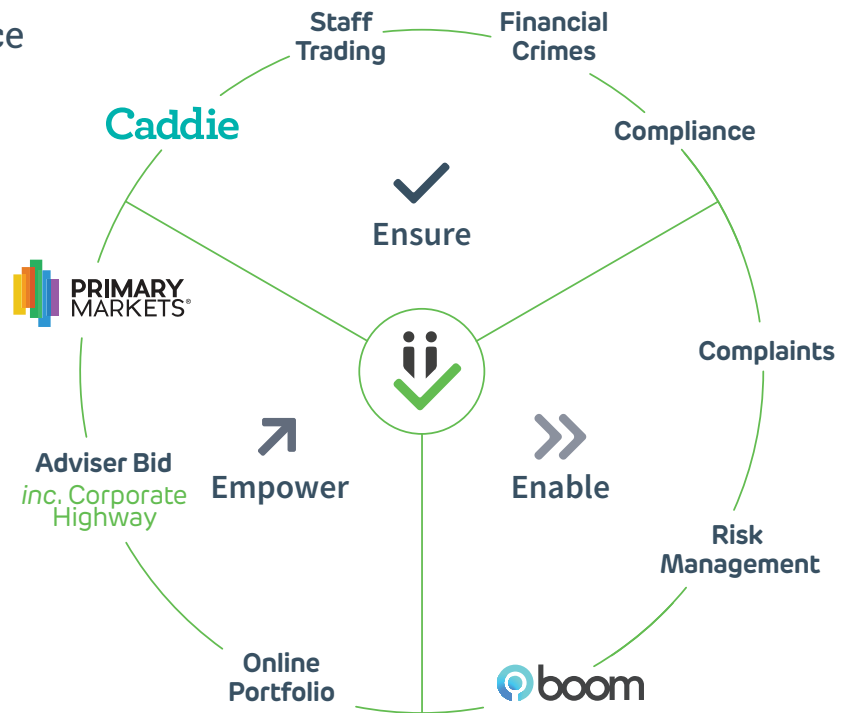 Staff
Trading
Financial
Crimes
Caddie
Compliance
Ensure
PRIMARY
MARKETS®
Complaints
Adviser Bid
inc. Corporate
Highway
Empower
Enable
Risk
Management
Online
Portfolio
boom